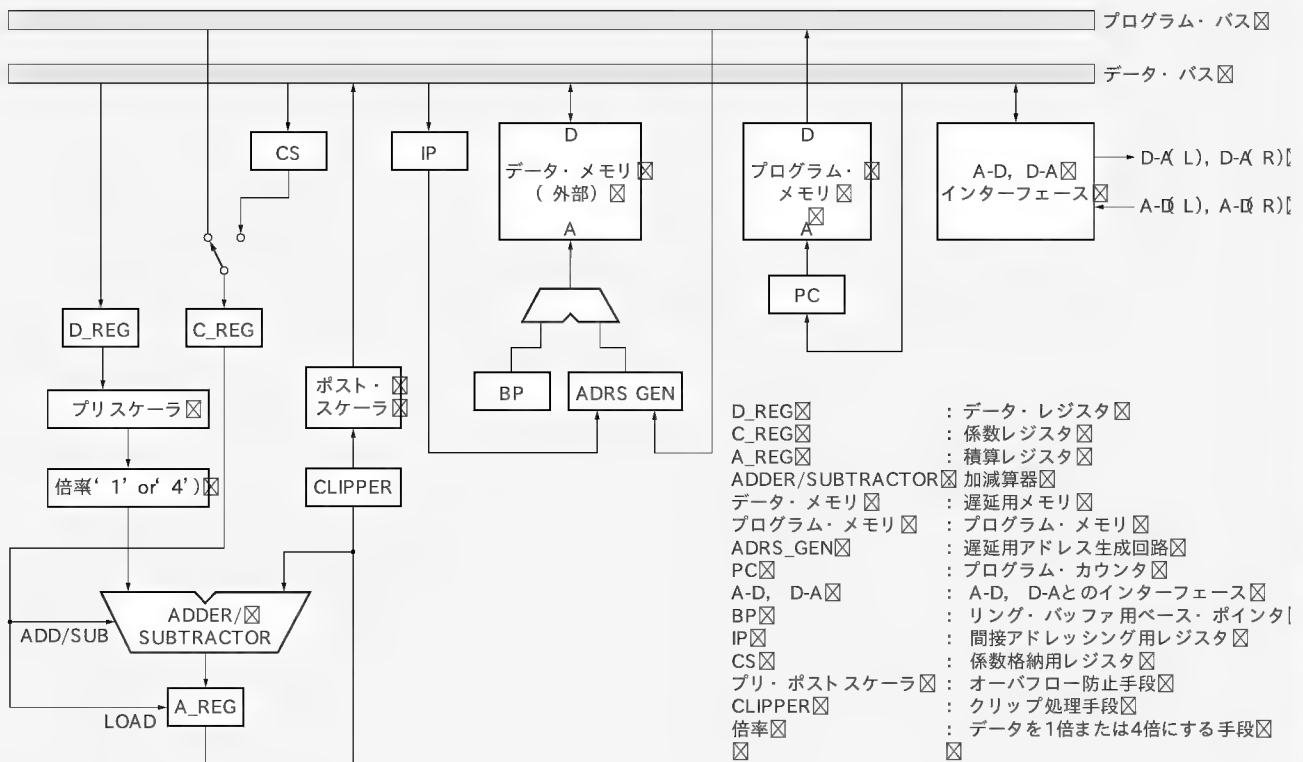 プログラム・バス
データ・バス
CS
IP
D
データ・メモリ
(外部)
A
D
プログラム・
メモリ
A
A-D, D-A
インターフェース
D-A(L), D-A(R)
A-D(L), A-D(R)
PC
D_REG
C_REG
プリスケーラ
ポスト・
スケーラ
BP
ADRS GEN
倍率('1' or '4')
CLIPPER
ADDER/
SUBTRACTOR
ADD/SUB
A_REG
LOAD
D_REG : データ・レジスタ
C_REG : 係数レジスタ
A_REG : 積算レジスタ
ADDER/SUBTRACTOR 加減算器
データ・メモリ : 遅延用メモリ
プログラム・メモリ : プログラム・メモリ
ADRS_GEN : 遅延用アドレス生成回路
PC : プログラム・カウンタ
A-D, D-A : A-D, D-Aとのインターフェース
BP : リング・バッファ用ベース・ポインタ
IP : 間接アドレッシング用レジスタ
CS : 係数格納用レジスタ
プリ・ポストスケーラ : オーバフロー防止手段
CLIPPER : クリップ処理手段
倍率 : データを1倍または4倍にする手段